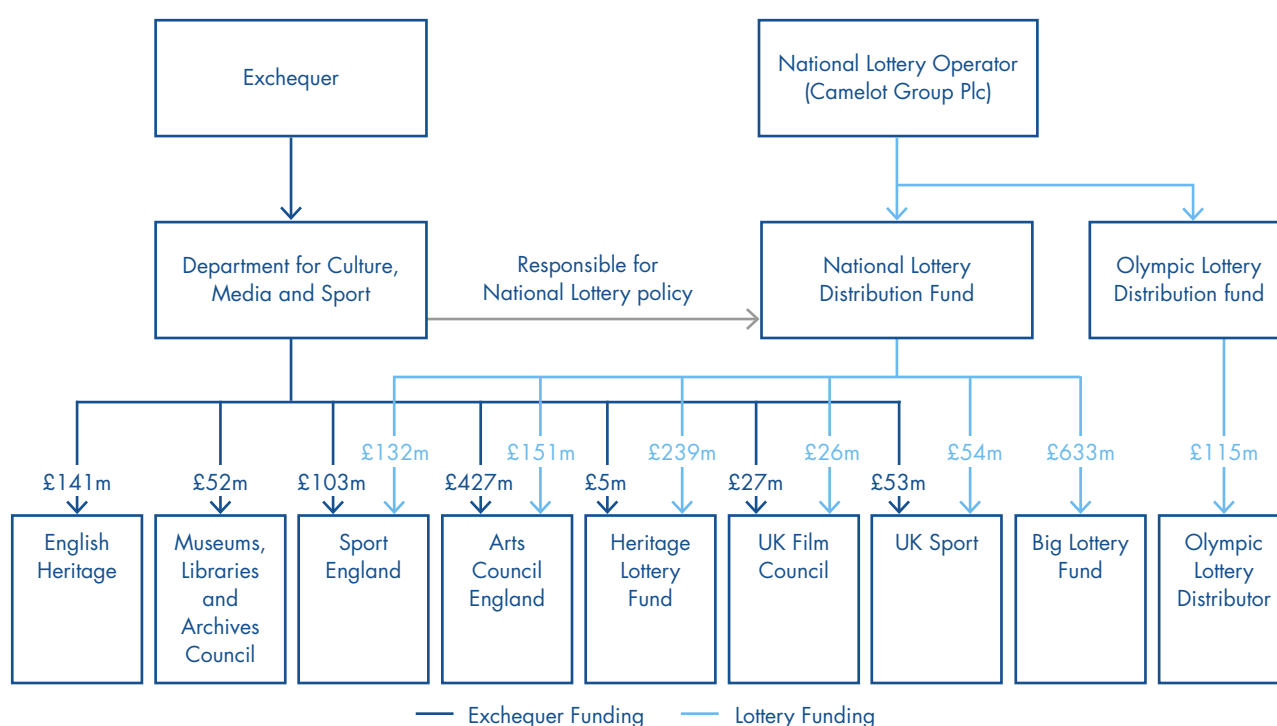 Exchequer
National Lottery Operator
(Camelot Group Plc)
Department for Culture,
Media and Sport
Responsible for
National Lottery policy
National Lottery
Distribution Fund
Olympic Lottery
Distribution fund
£132m
£151m
£239m
£26m
£54m
£633m
£115m
£141m
£52m
£103m
£427m
£5m
£27m
£53m
English
Heritage
Museums,
Libraries
and
Archives
Council
Sport
England
Arts
Council
England
Heritage
Lottery
Fund
UK Film
Council
UK Sport
Big Lottery
Fund
Olympic
Lottery
Distributor
Exchequer Funding
Lottery Funding